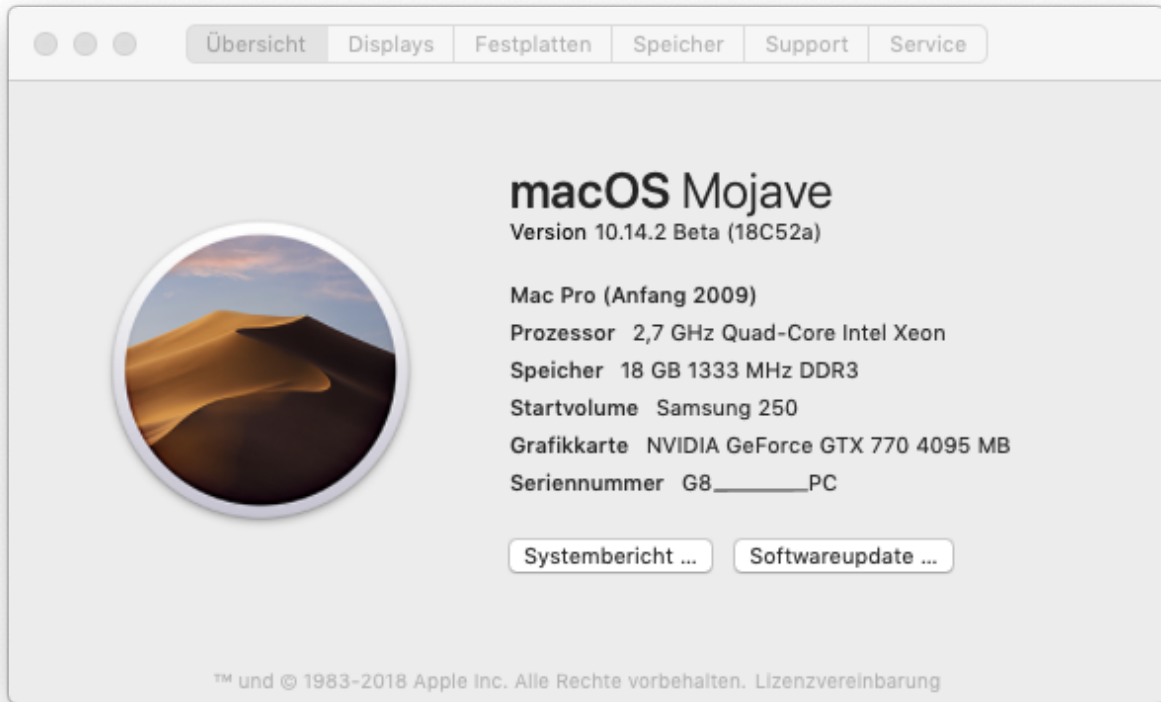 Übersicht Displays Festplatten Speicher Support Service
macOS Mojave
Version 10.14.2 Beta (18C52a)
Mac Pro (Anfang 2009)
Prozessor 2,7 GHz Quad-Core Intel Xeon
Speicher 18 GB 1333 MHz DDR3
Startvolume Samsung 250
Grafikkarte NVIDIA GeForce GTX 770 4095 MB
Seriennummer G8_________PC
Systembericht ... Softwareupdate ...
™ und © 1983-2018 Apple Inc. Alle Rechte vorbehalten. Lizenzvereinbarung